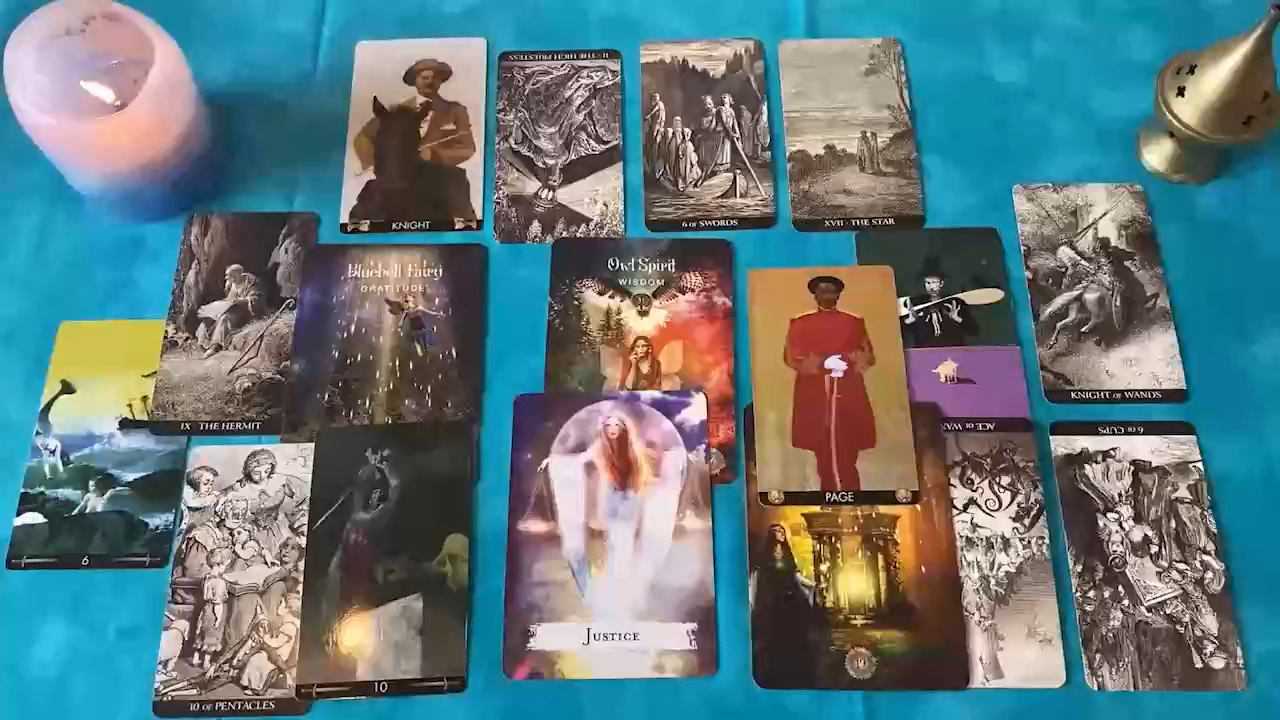 KNIGHT
II · THE HIGH PRIESTESS
6 OF SWORDS
XVII · THE STAR
IX THE HERMIT
Bluebell Fairy
GRATITUDE
Owl Spirit
WISDOM
KNIGHT OF WANDS
6
10 OF PENTACLES
10
JUSTICE
PAGE
ACE OF WAN
6 OF CUPS